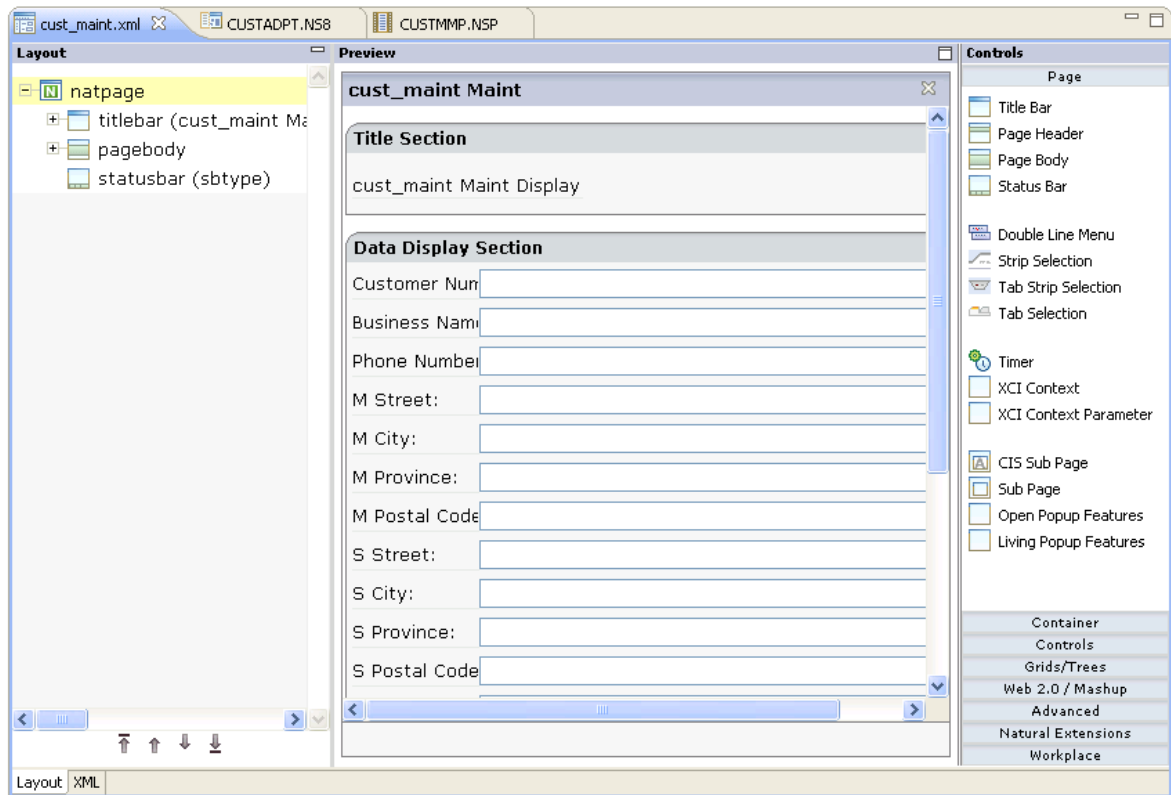 cust_maint.xml
CUSTADPT.NS8
CUSTMMP.NSP
Layout
natpage
titlebar (cust_maint Ma
pagebody
statusbar (sbtype)
Layout XML
Preview
cust_maint Maint
Title Section
cust_maint Maint Display
Data Display Section
Customer Num
Business Nam
Phone Number
M Street:
M City:
M Province:
M Postal Code
S Street:
S City:
S Province:
S Postal Code
Controls
Page
Title Bar
Page Header
Page Body
Status Bar
Double Line Menu
Strip Selection
Tab Strip Selection
Tab Selection
Timer
XCI Context
XCI Context Parameter
CIS Sub Page
Sub Page
Open Popup Features
Living Popup Features
Container
Controls
Grids/Trees
Web 2.0 / Mashup
Advanced
Natural Extensions
Workplace